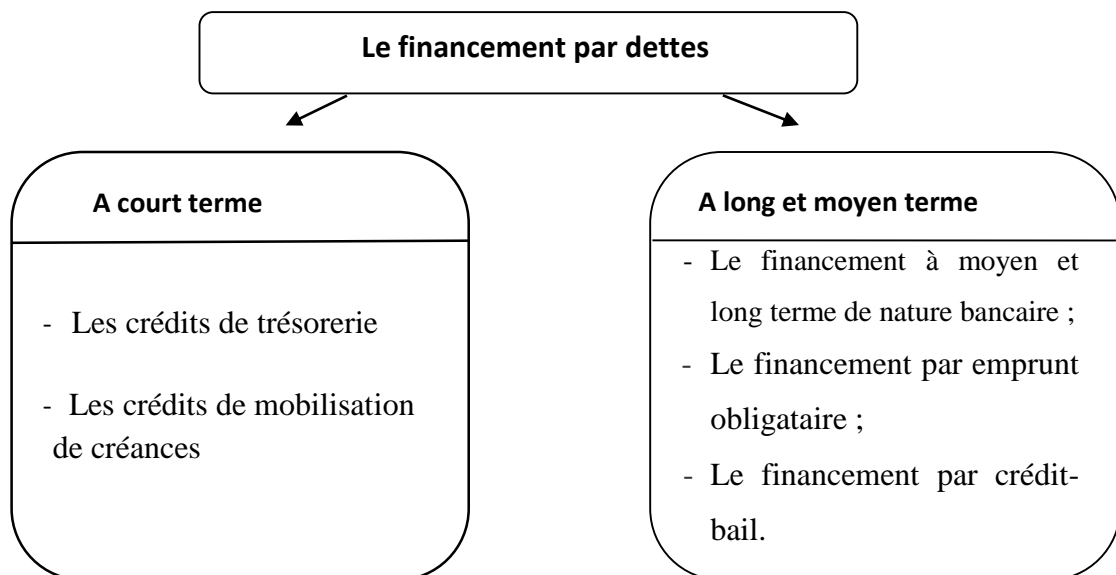 Le financement par dettes
A court terme
- Les crédits de trésorerie
- Les crédits de mobilisation
de créances
A long et moyen terme
- Le financement à moyen et
long terme de nature bancaire ;
- Le financement par emprunt
obligataire ;
- Le financement par crédit-
bail.